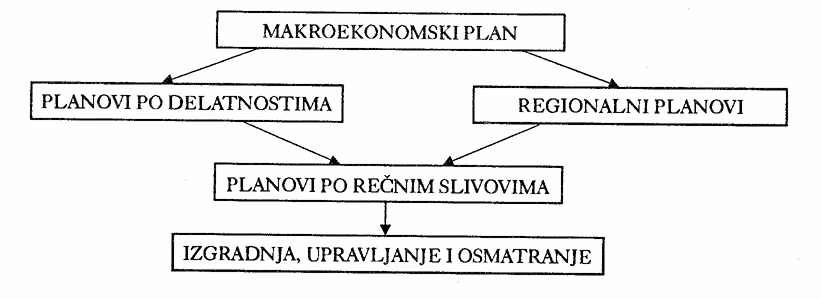 MAKROEKONOMSKI PLAN
PLANOVI PO DELATNOSTIMA
REGIONALNI PLANOVI
PLANOVI PO REČNIM SLIVOVIMA
IZGRADNJA, UPRAVLJANJE I OSMATRANJE